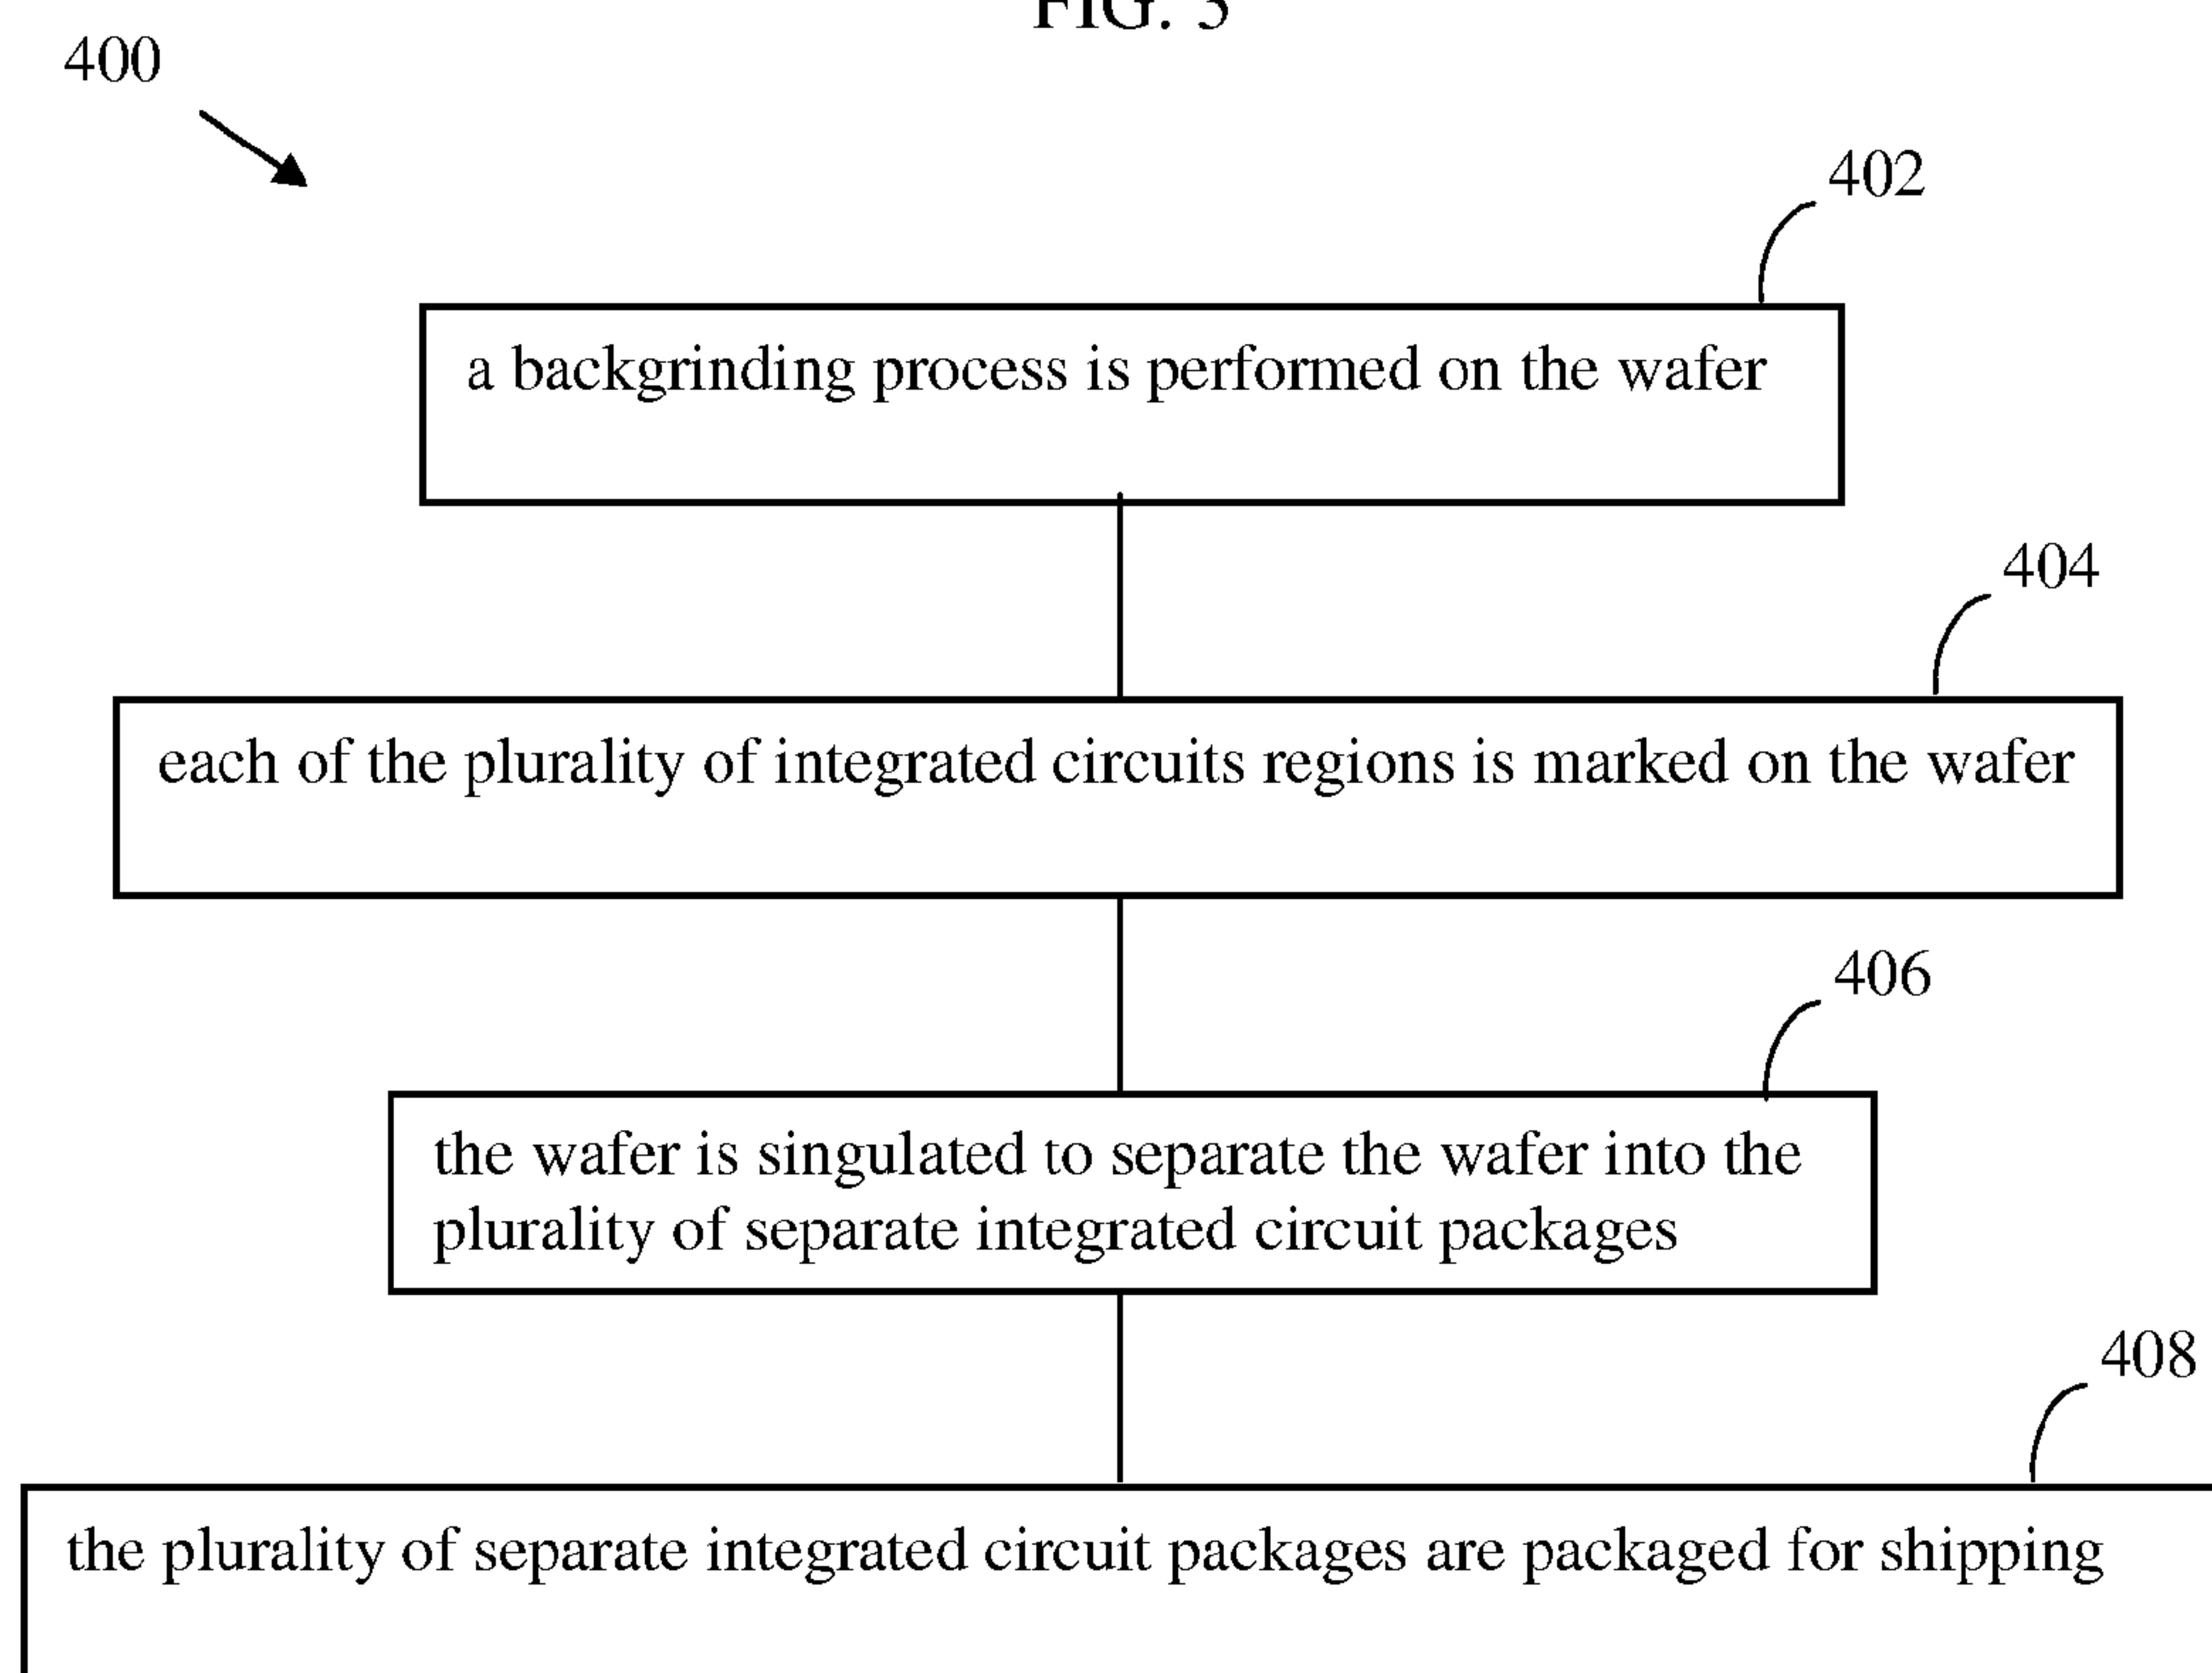 FIG. 3
400
402
a backgrinding process is performed on the wafer
404
each of the plurality of integrated circuits regions is marked on the wafer
406
the wafer is singulated to separate the wafer into the
plurality of separate integrated circuit packages
408
the plurality of separate integrated circuit packages are packaged for shipping